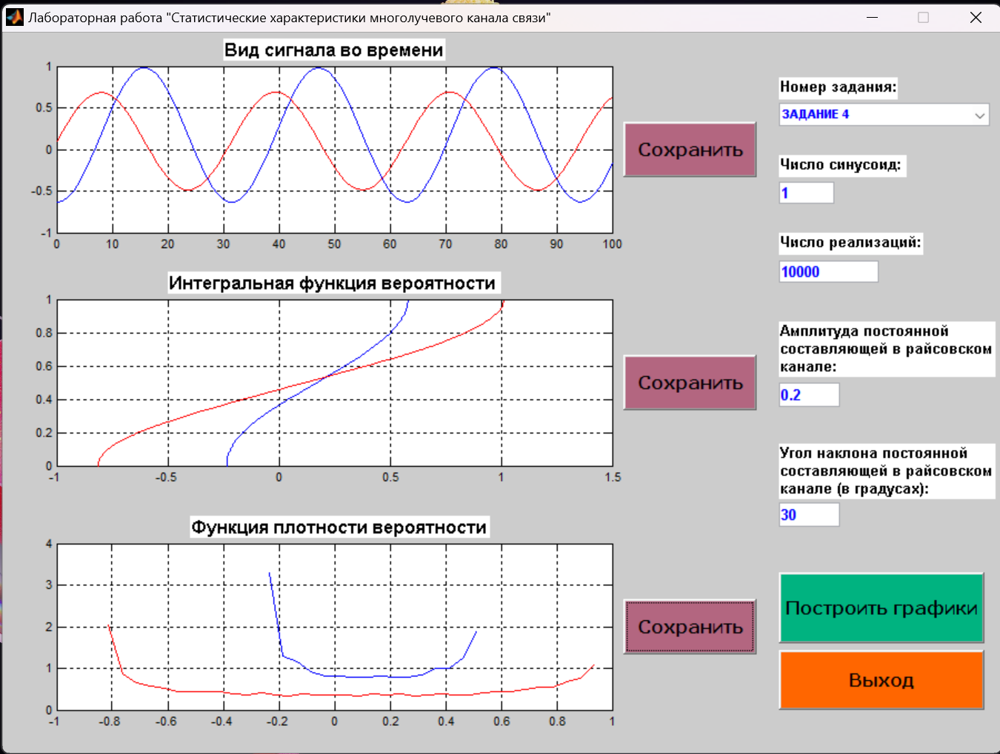 Лабораторная работа "Статистические характеристики многолучевого канала связи"
Вид сигнала во времени
1
0.5
0
-0.5
-1
0 10 20 30 40 50 60 70 80 90 100
Сохранить
Интегральная функция вероятности
1
0.8
0.6
0.4
0.2
0
-1 -0.5 0 0.5 1 1.5
Сохранить
Функция плотности вероятности
4
3
2
1
0
-1 -0.8 -0.6 -0.4 -0.2 0 0.2 0.4 0.6 0.8 1
Сохранить
Номер задания:
ЗАДАНИЕ 4
Число синусоид:
1
Число реализаций:
10000
Амплитуда постоянной
составляющей в райсовском
канале:
0.2
Угол наклона постоянной
составляющей в райсовском
канале (в градусах):
30
Построить графики
Выход